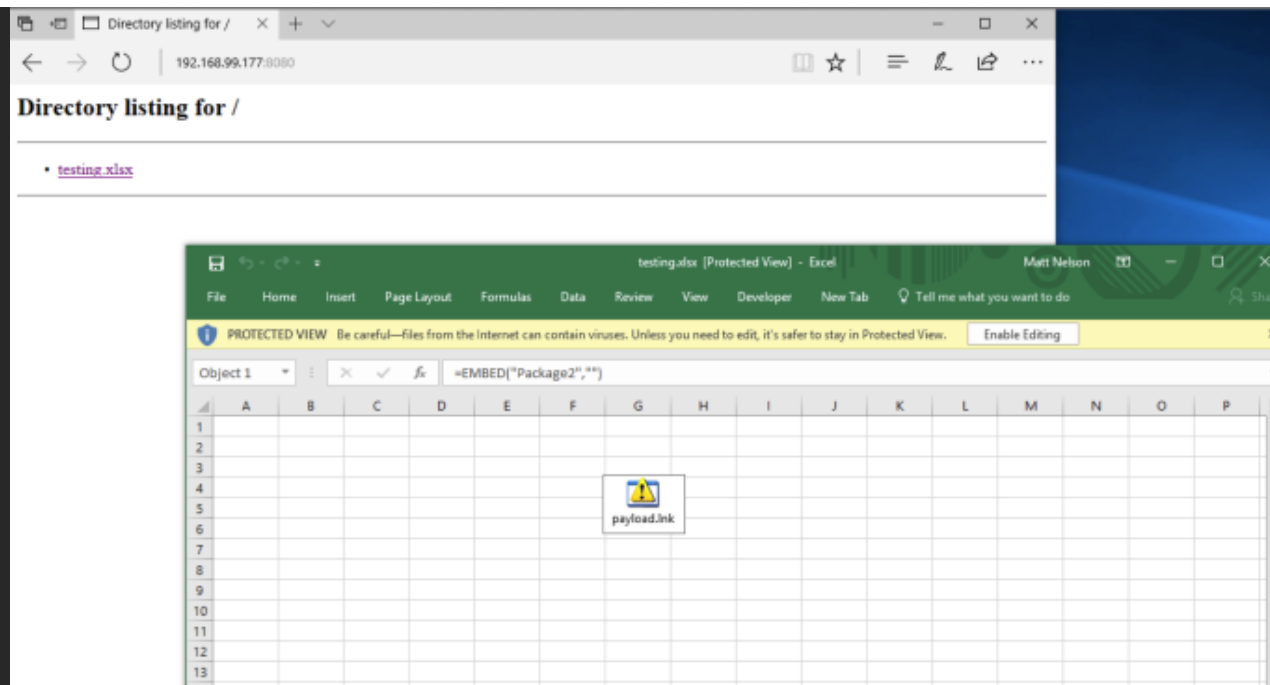 Directory listing for /
192.168.99.177:8080
Directory listing for /
• testing.xlsx
testing.xlsx [Protected View] - Excel
Matt Nelson
File Home Insert Page Layout Formulas Data Review View Developer New Tab Tell me what you want to do
PROTECTED VIEW Be careful—files from the Internet can contain viruses. Unless you need to edit, it's safer to stay in Protected View. Enable Editing
Object 1 fx =EMBED("Package2","")
A B C D E F G H I J K L M N O P
1
2
3
4
5
6
payload.lnk
7
8
9
10
11
12
13